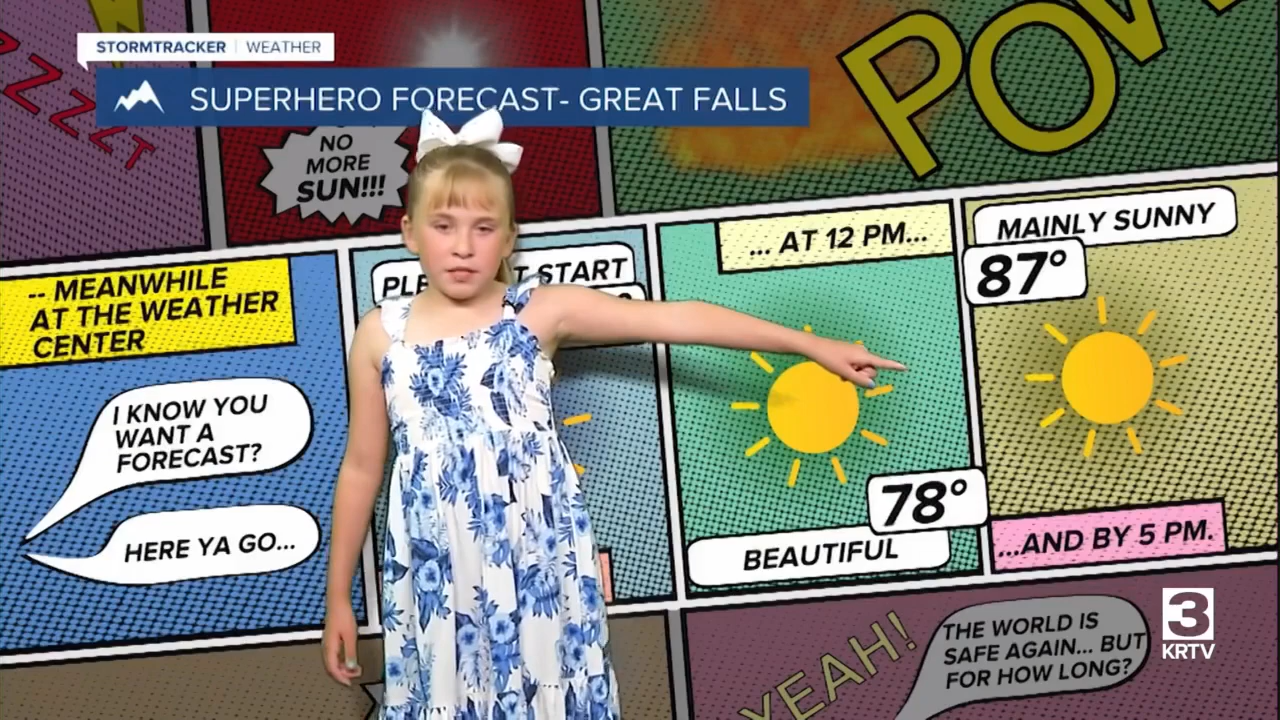 STORMTRACKER | WEATHER
SUPERHERO FORECAST- GREAT FALLS
ZZZZT
NO
MORE
SUN!!!
POW
-- MEANWHILE
AT THE WEATHER
CENTER
I KNOW YOU
WANT A
FORECAST?
HERE YA GO...
START
... AT 12 PM...
78°
BEAUTIFUL
MAINLY SUNNY
87°
...AND BY 5 PM.
YEAH!
THE WORLD IS
SAFE AGAIN... BUT
FOR HOW LONG?
3
KRTV